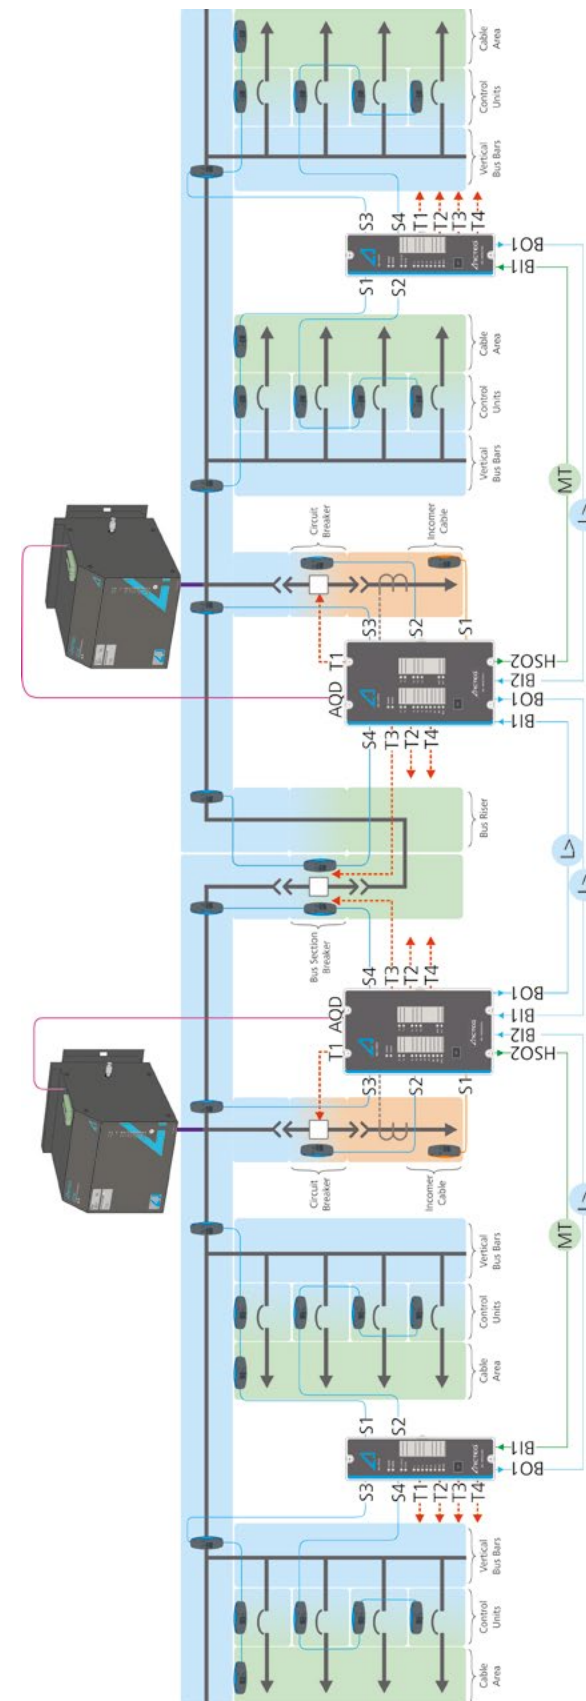 Cable
Area
Control
Units
Vertical
Bus Bars
S3
S4
T1
T2
T3
T4
S1
S2
BO1
BI1
Cable
Area
Control
Units
Vertical
Bus Bars
MT
Circuit
Breaker
Incomer
Cable
S3
S2
S1
AQD
T1
HSO2
BI2
BO1
BI1
S4
T3
T2
T4
Bus Riser
L>
L>
Bus Section
Breaker
S4
T3
T2
T4
T1
AQD
BO1
BI1
BI2
HSO2
S3
S2
S1
Circuit
Breaker
Incomer
Cable
MT
Vertical
Bus Bars
Control
Units
Cable
Area
S1
S2
S3
S4
T1
T2
T3
T4
BI1
BO1
Vertical
Bus Bars
Control
Units
Cable
Area